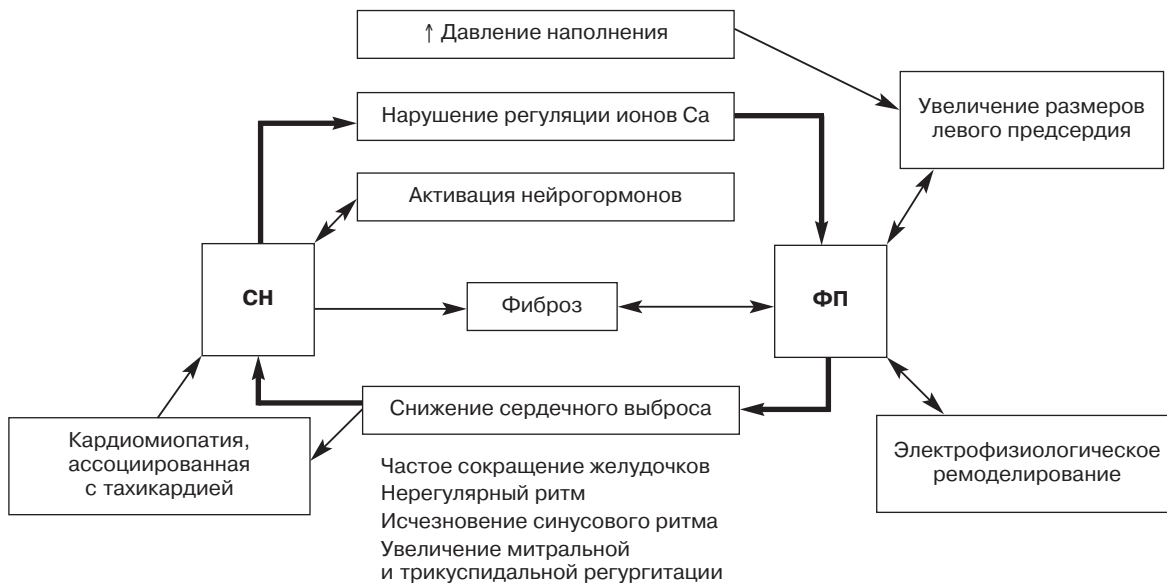 ↑ Давление наполнения
Увеличение размеров
левого предсердия
Нарушение регуляции ионов Ca
Активация нейрогормонов
СН
Фиброз
ФП
Снижение сердечного выброса
Кардиомиопатия,
ассоциированная
с тахикардией
Электрофизиологическое
ремоделирование
Частое сокращение желудочков
Нерегулярный ритм
Исчезновение синусового ритма
Увеличение митральной
и трикуспидальной регургитации